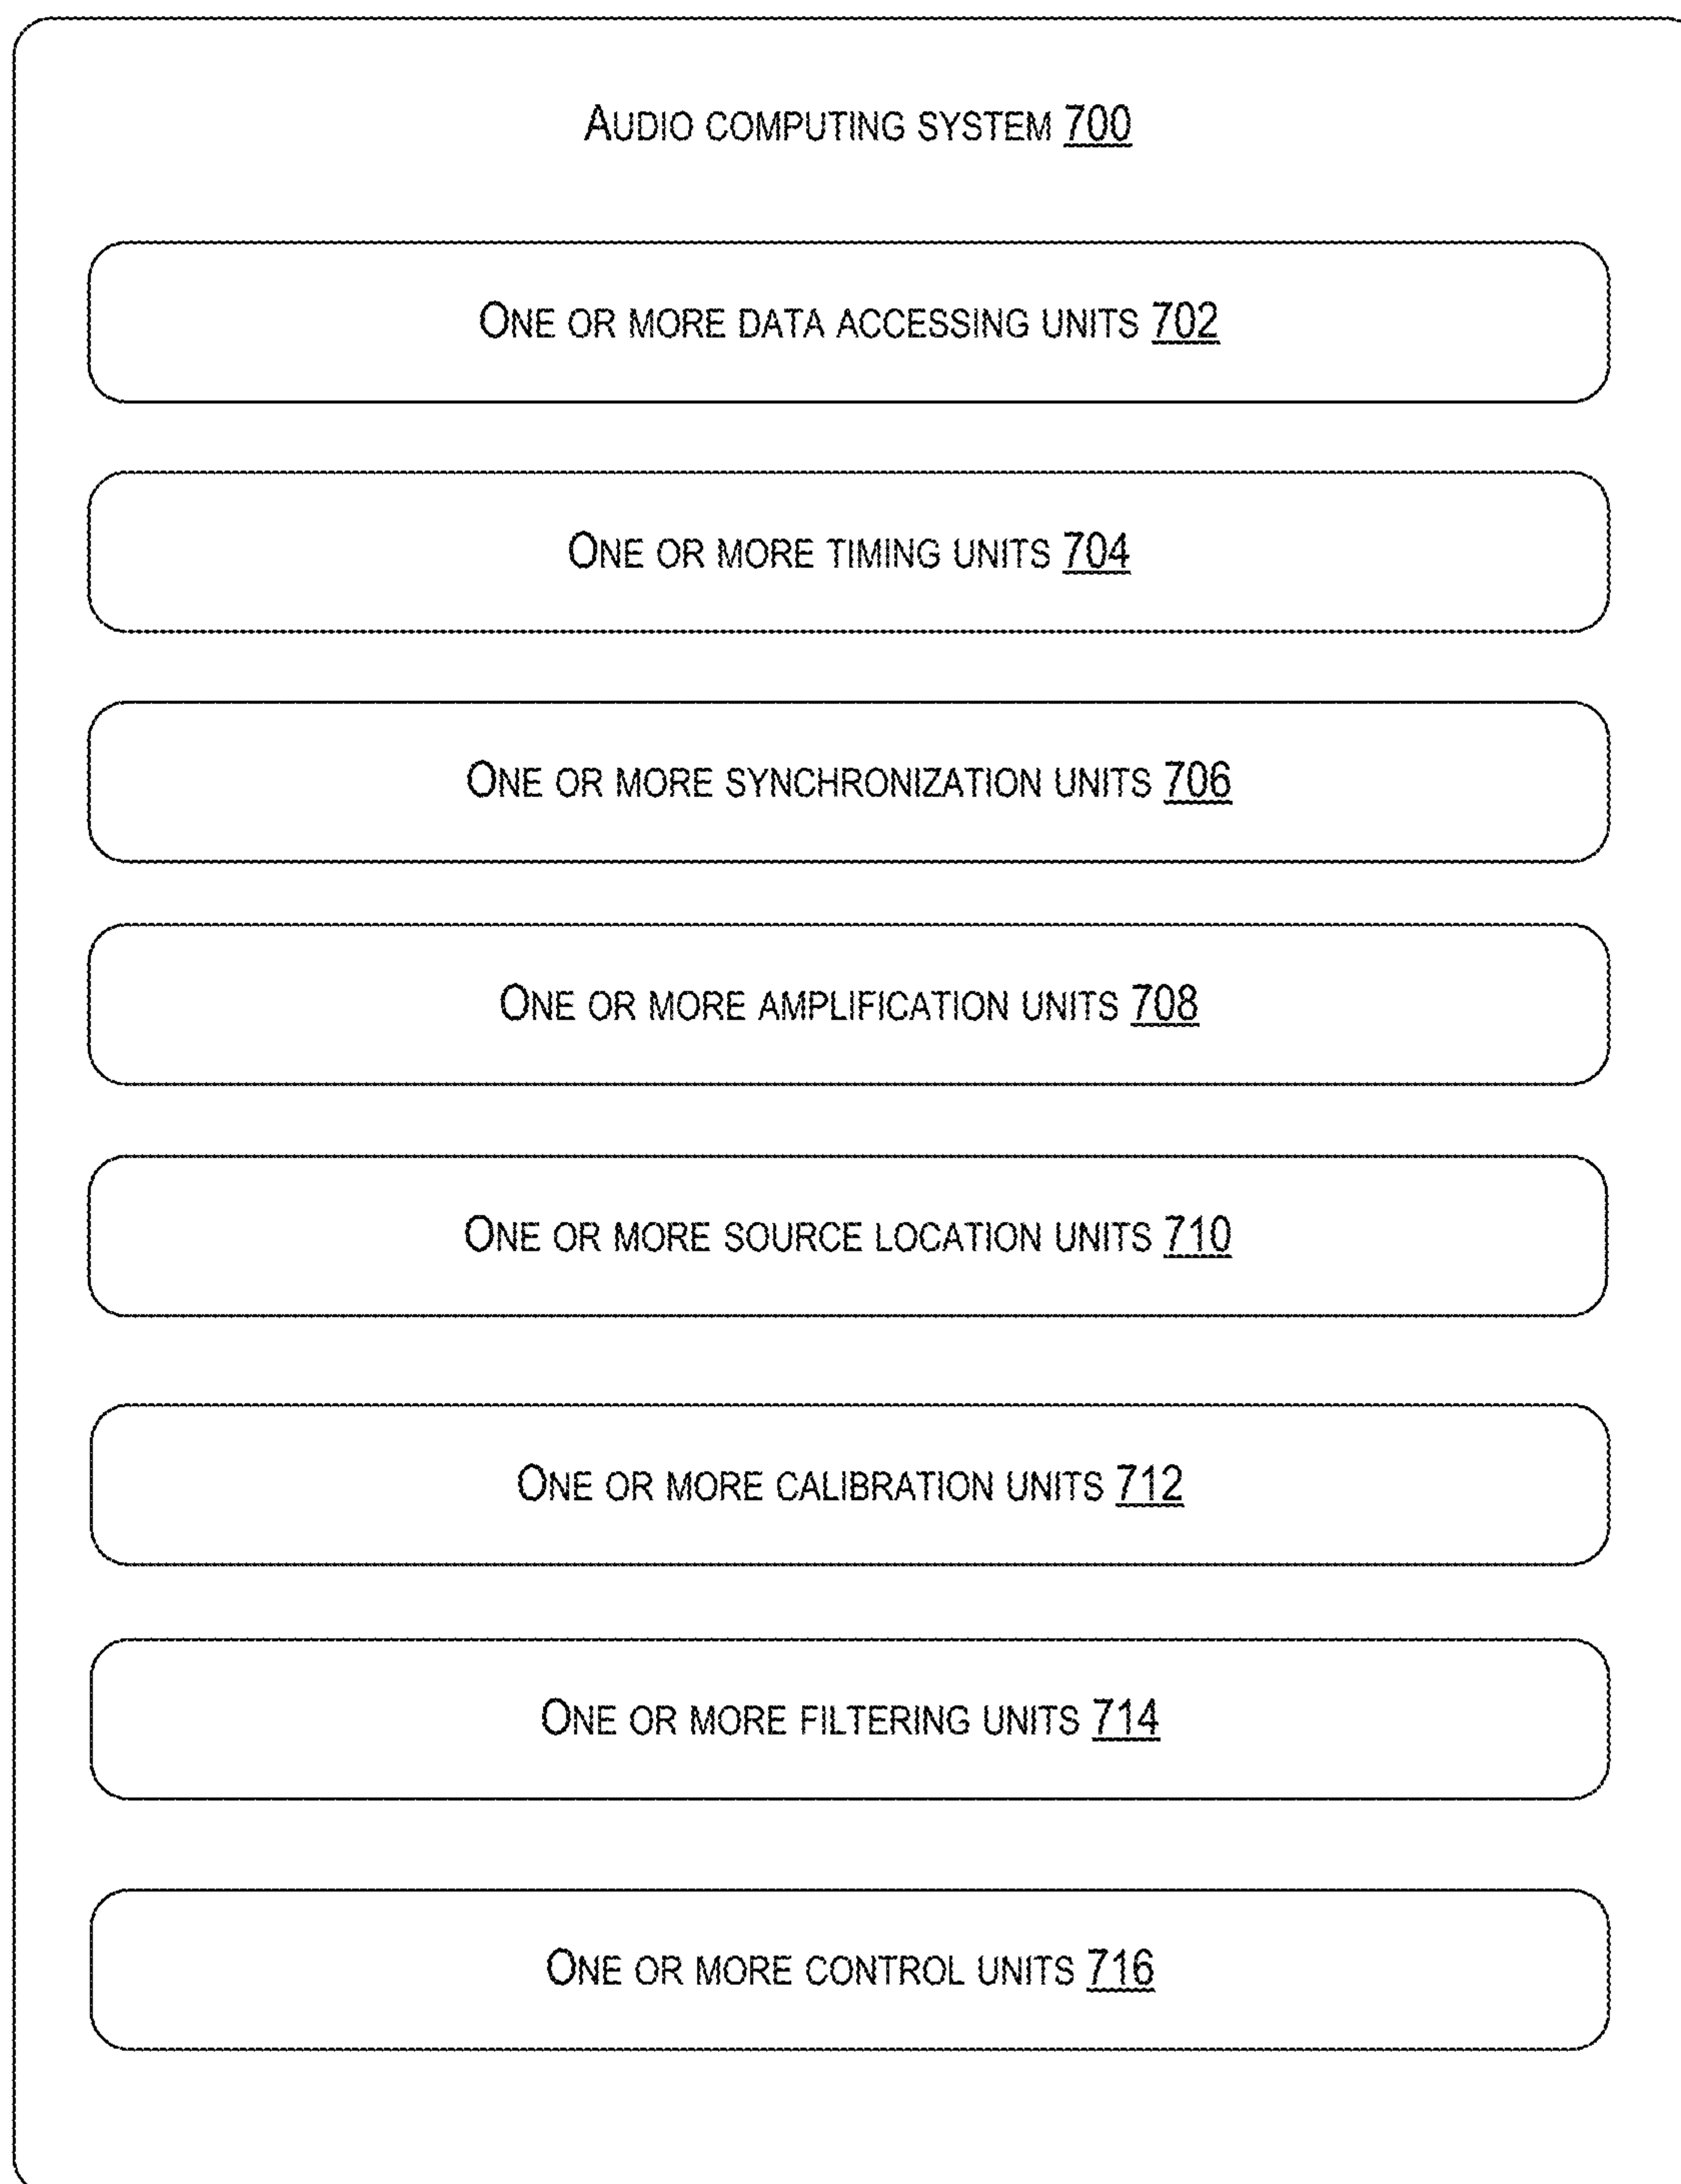 Audio computing system 700
One or more data accessing units 702
One or more timing units 704
One or more synchronization units 706
One or more amplification units 708
One or more source location units 710
One or more calibration units 712
One or more filtering units 714
One or more control units 716